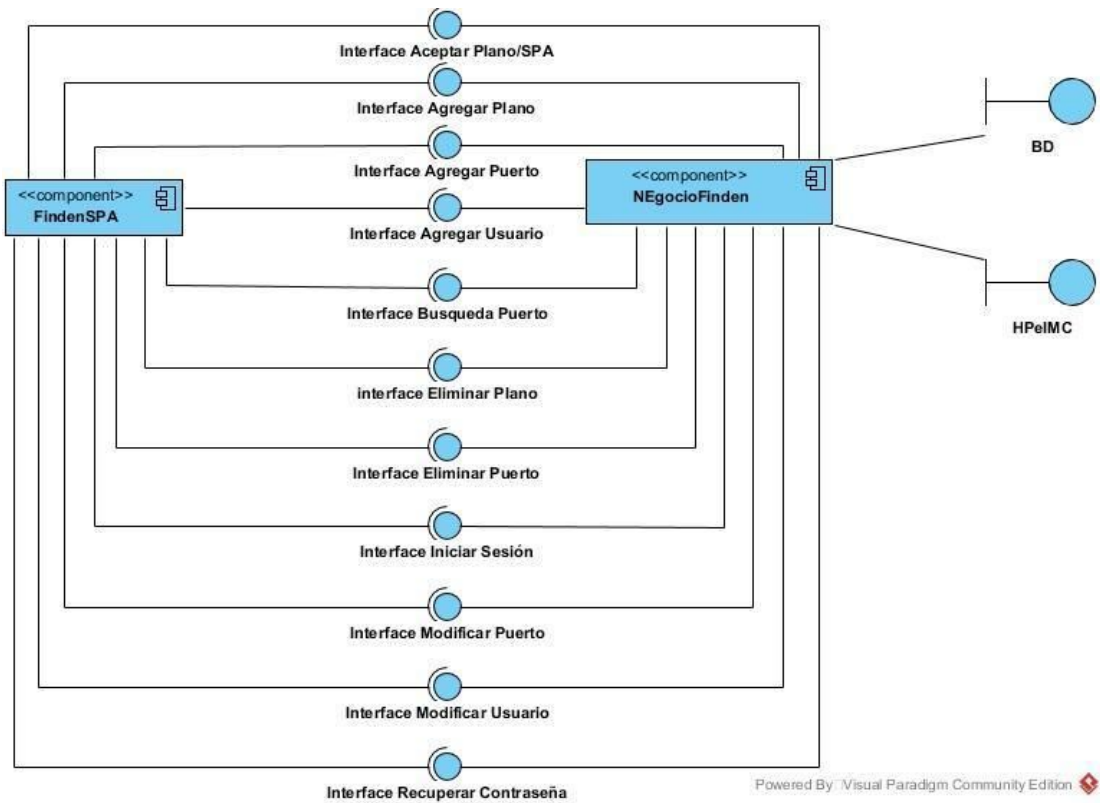 Interface Aceptar Plano/SPA
Interface Agregar Plano
Interface Agregar Puerto
<<component>>
FindenSPA
<<component>>
NEgocioFinden
BD
Interface Agregar Usuario
Interface Busqueda Puerto
HPeIMC
interface Eliminar Plano
Interface Eliminar Puerto
Interface Iniciar Sesión
Interface Modificar Puerto
Interface Modificar Usuario
Interface Recuperar Contraseña
Powered By Visual Paradigm Community Edition